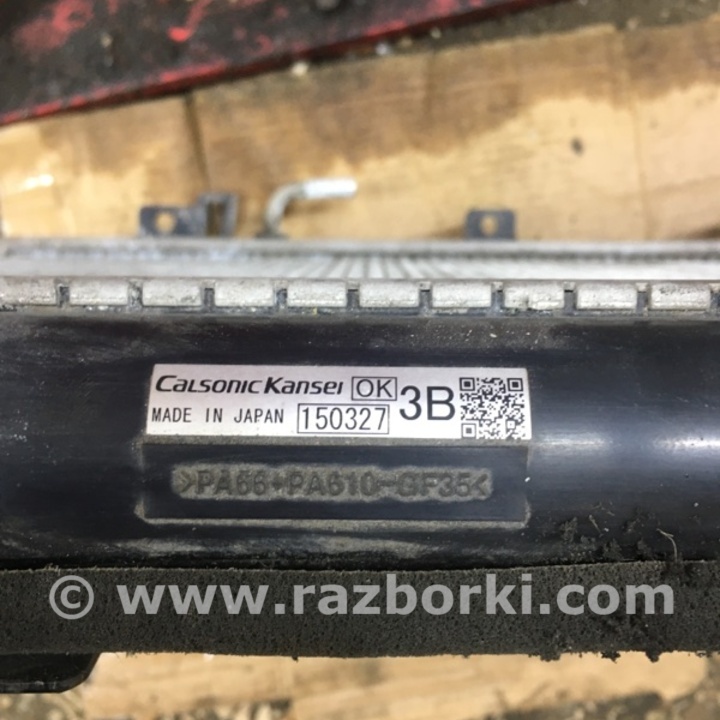 CALSONIC KANSEI OK 3B
MADE IN JAPAN 150327
>PA66+PA610-GF35<
© www.razborki.com